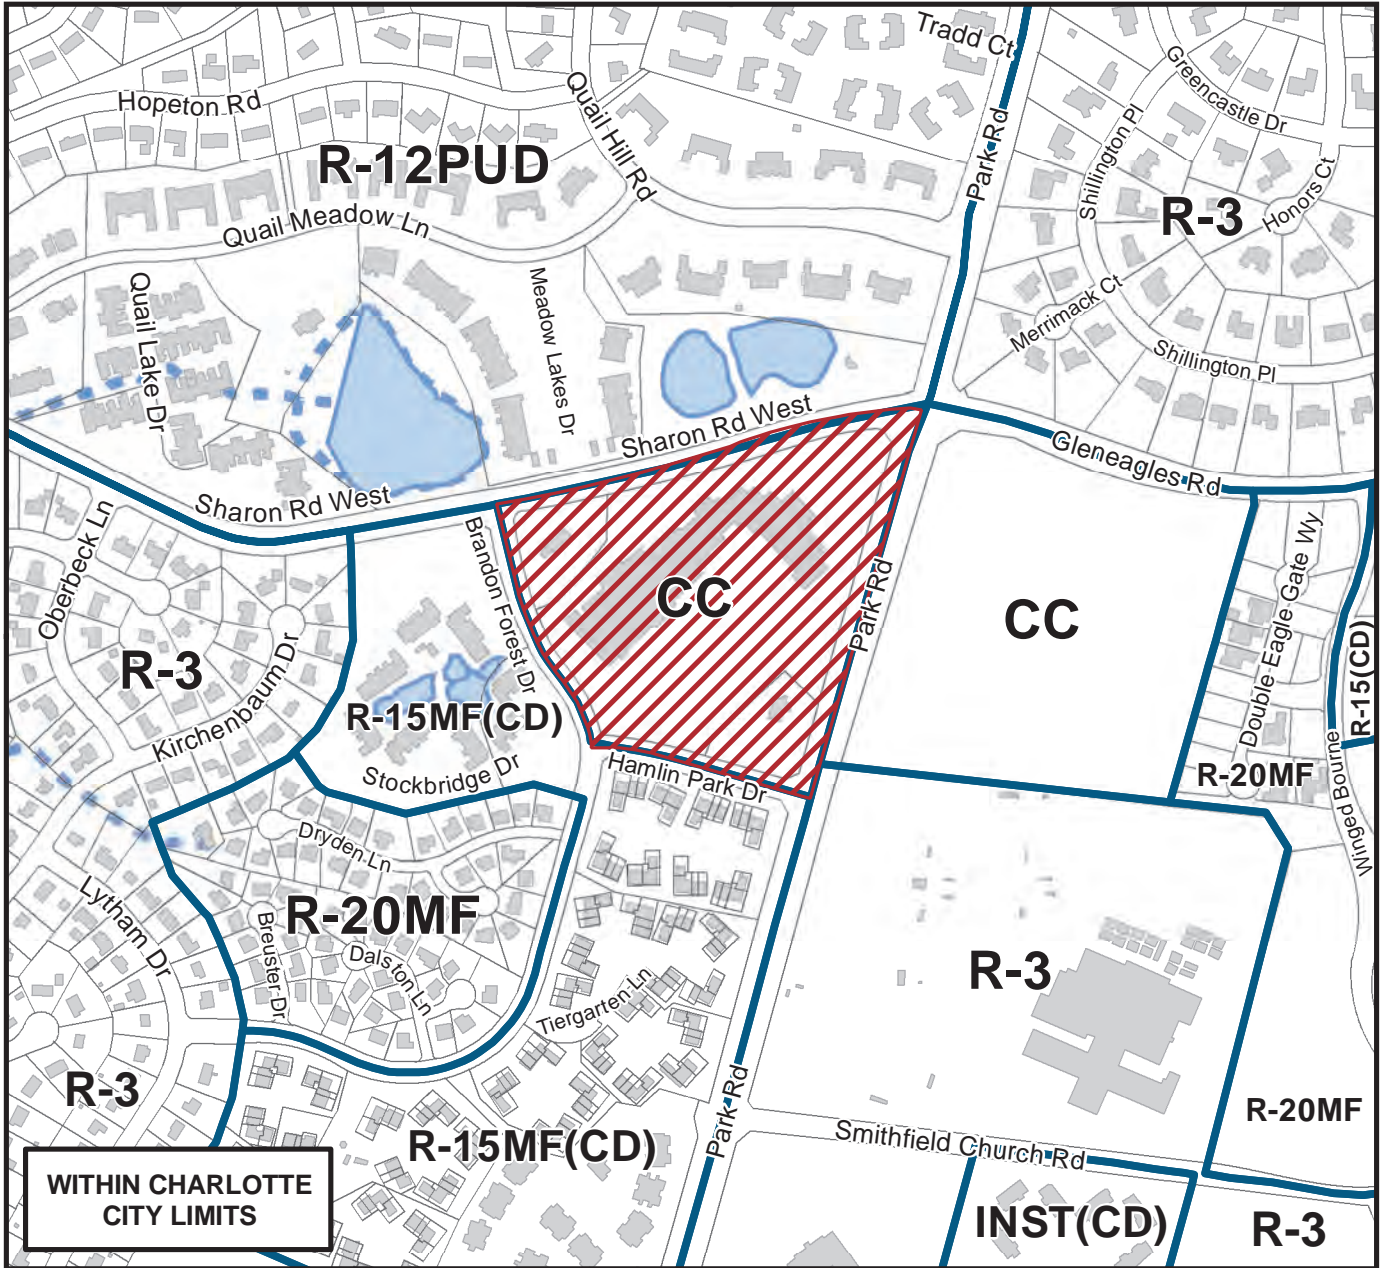 Tradd Ct
Greencastle Dr
Hopeton Rd
Quail Hill Rd
Park Rd
Shillington Pl
R-12PUD
Honors Ct
R-3
Quail Meadow Ln
Quail Lake Dr
Meadow Lakes Dr
Merrimack Ct
Shillington Pl
Sharon Rd West
Gleneagles Rd
Sharon Rd West
Oberbeck Ln
Brandon Forest Dr
Double Eagle Gate Wy
CC
CC
Park Rd
R-3
Kirchenbaum Dr
R-15MF(CD)
R-15(CD)
Stockbridge Dr
Hamlin Park Dr
R-20MF
Winged Bourne
Dryden Ln
Lytham Dr
R-20MF
Breuster Dr
Dalston Ln
R-3
Tiergarten Ln
R-3
Park Rd
R-20MF
R-15MF(CD)
Smithfield Church Rd
WITHIN CHARLOTTE
CITY LIMITS
INST(CD)
R-3